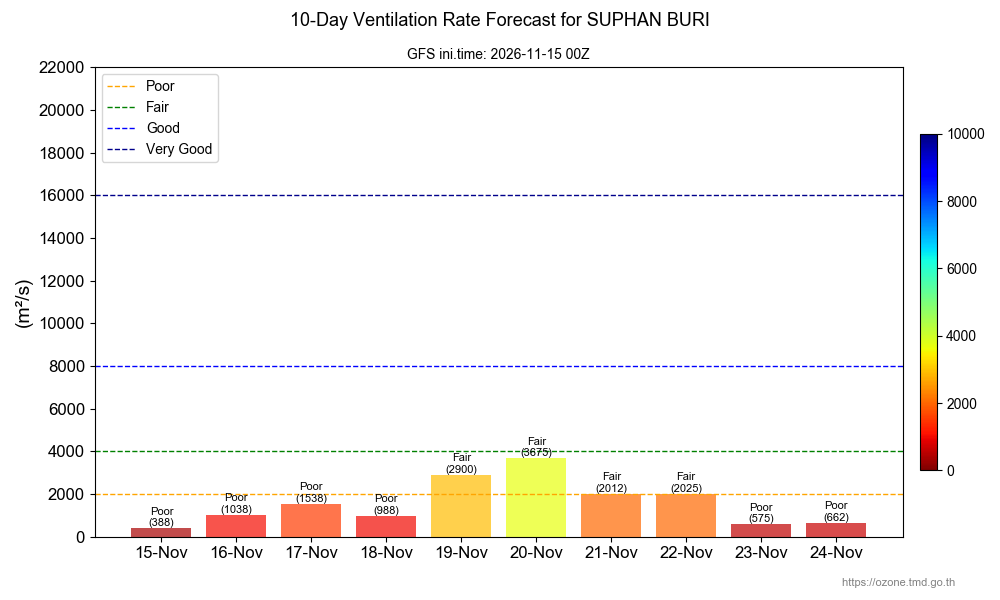 10-Day Ventilation Rate Forecast for SUPHAN BURI
GFS ini.time: 2026-11-15 00Z
22000
20000
18000
16000
14000
12000
10000
8000
6000
4000
2000
0
(m²/s)
Poor
Fair
Good
Very Good
Poor
(388)
Poor
(1038)
Poor
(1538)
Poor
(988)
Fair
(2900)
Fair
(3675)
Fair
(2012)
Fair
(2025)
Poor
(575)
Poor
(662)
15-Nov 16-Nov 17-Nov 18-Nov 19-Nov 20-Nov 21-Nov 22-Nov 23-Nov 24-Nov
10000
8000
6000
4000
2000
0
https://ozone.tmd.go.th